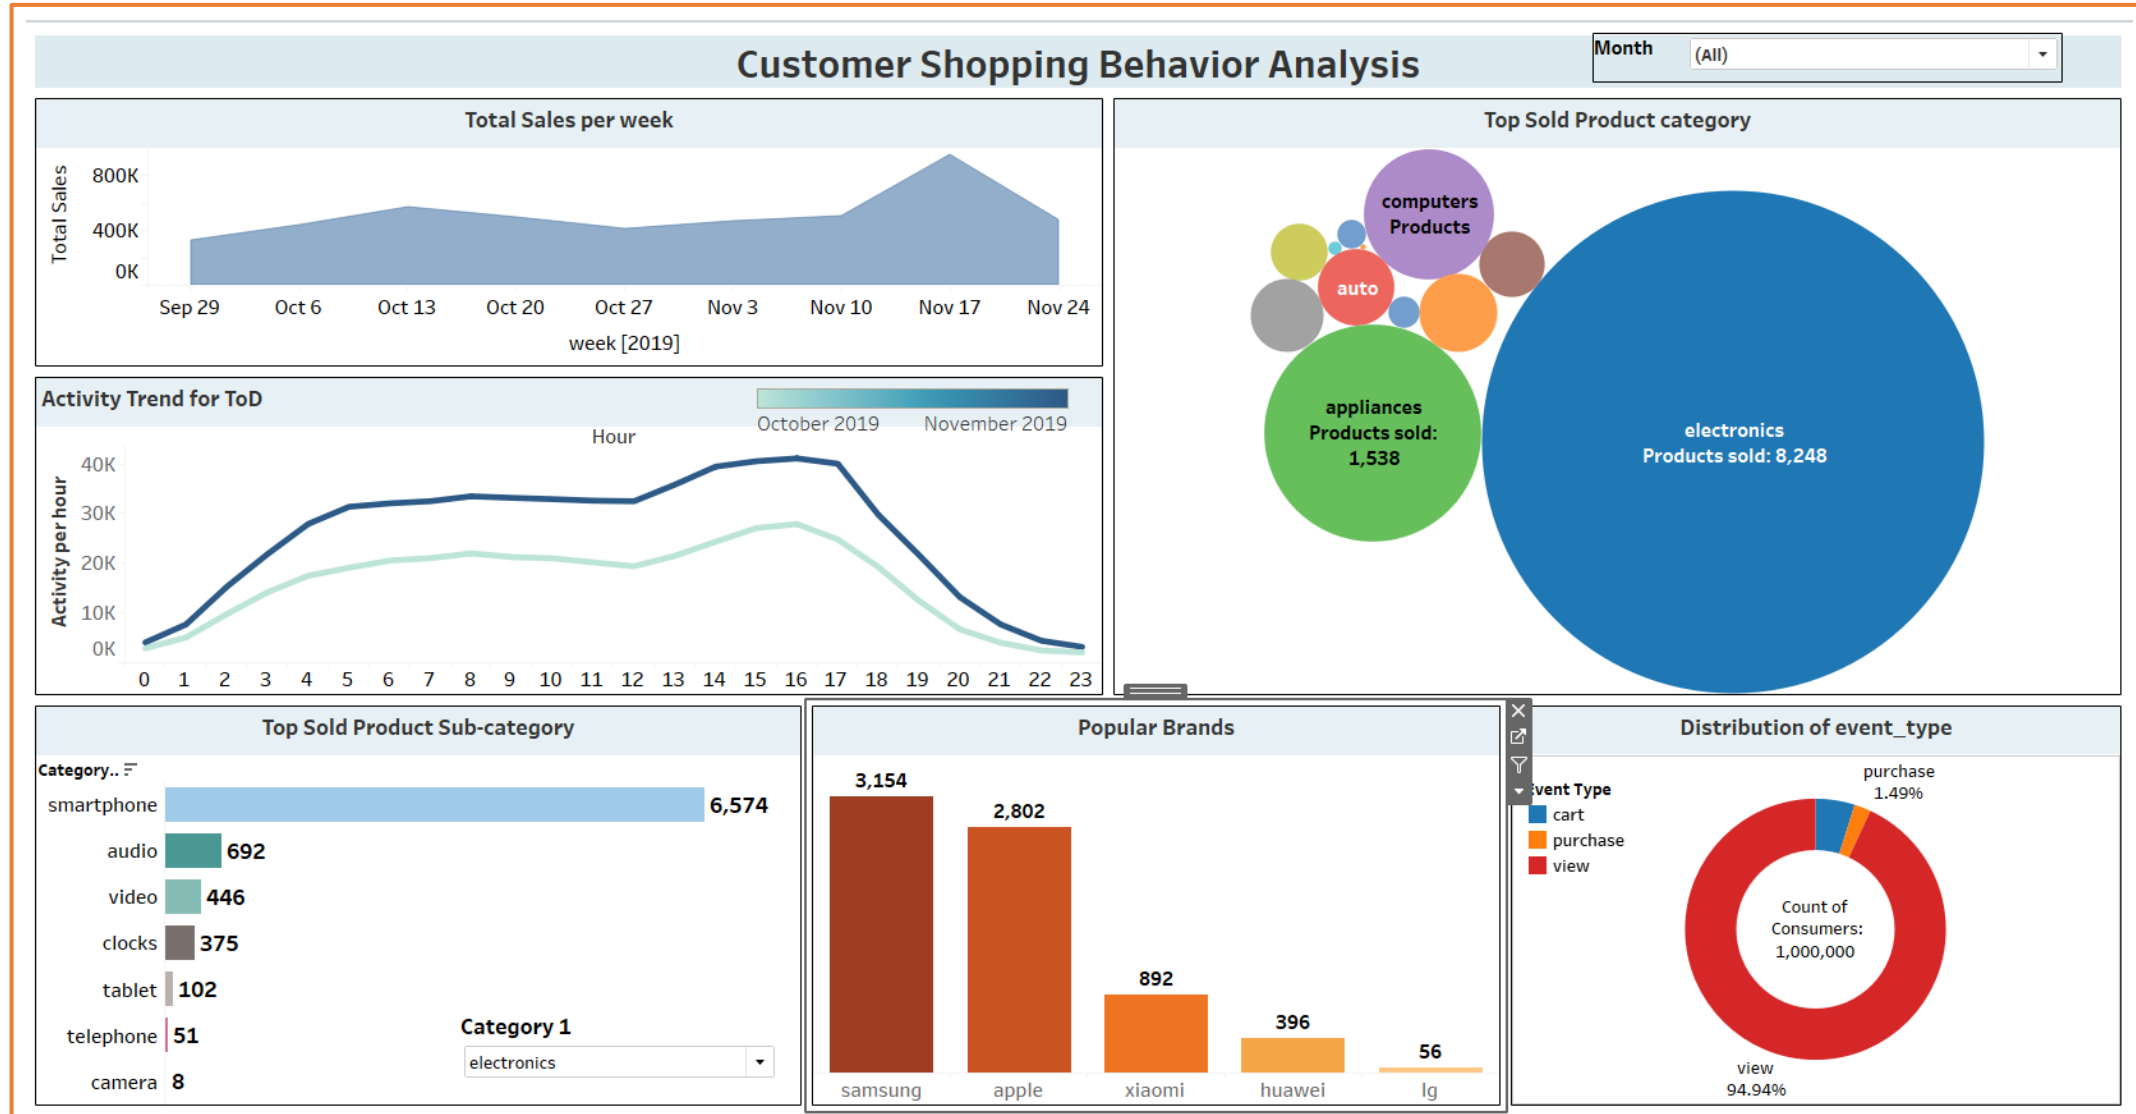 Customer Shopping Behavior Analysis
Month
(All)
Total Sales per week
Total Sales
800K
400K
0K
Sep 29 Oct 6 Oct 13 Oct 20 Oct 27 Nov 3 Nov 10 Nov 17 Nov 24
week [2019]
Top Sold Product category
computers
Products
auto
appliances
Products sold:
1,538
electronics
Products sold: 8,248
Activity Trend for ToD
October 2019 November 2019
Hour
Activity per hour
40K
30K
20K
10K
0K
0 1 2 3 4 5 6 7 8 9 10 11 12 13 14 15 16 17 18 19 20 21 22 23
Top Sold Product Sub-category
Category..
smartphone 6,574
audio 692
video 446
clocks 375
tablet 102
telephone 51
camera 8
Category 1
electronics
Popular Brands
3,154
2,802
892
396
56
samsung apple xiaomi huawei lg
Distribution of event_type
Event Type
cart
purchase
view
purchase
1.49%
Count of
Consumers:
1,000,000
view
94.94%